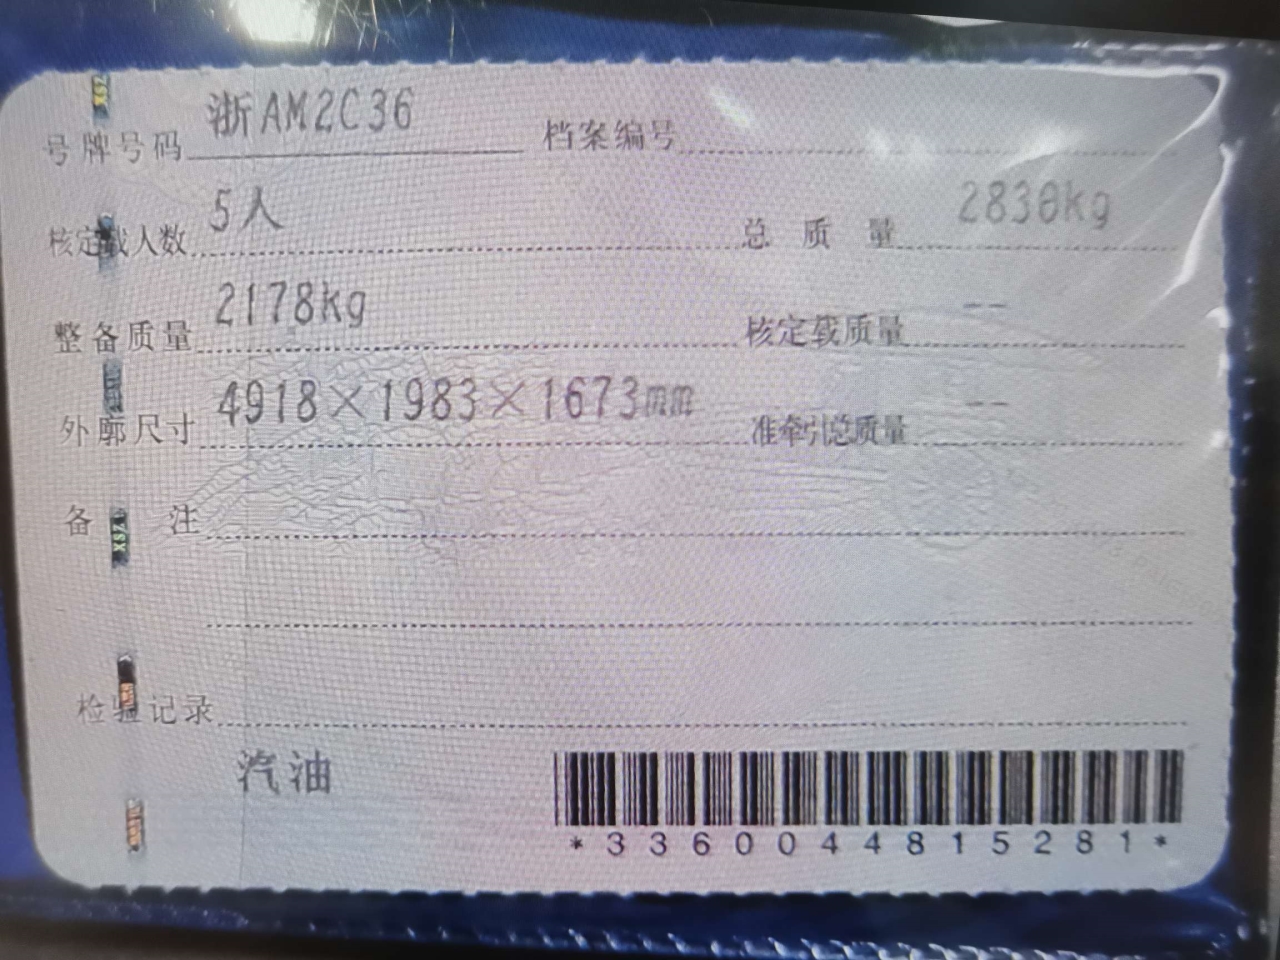 号牌号码 浙AM2C36 档案编号
核定载人数 5人 总质量 2830kg
整备质量 2178kg 核定载质量 --
外廓尺寸 4918×1983×1673mm 准牵引总质量 --
备注
检验记录
汽油
*3360044815281*